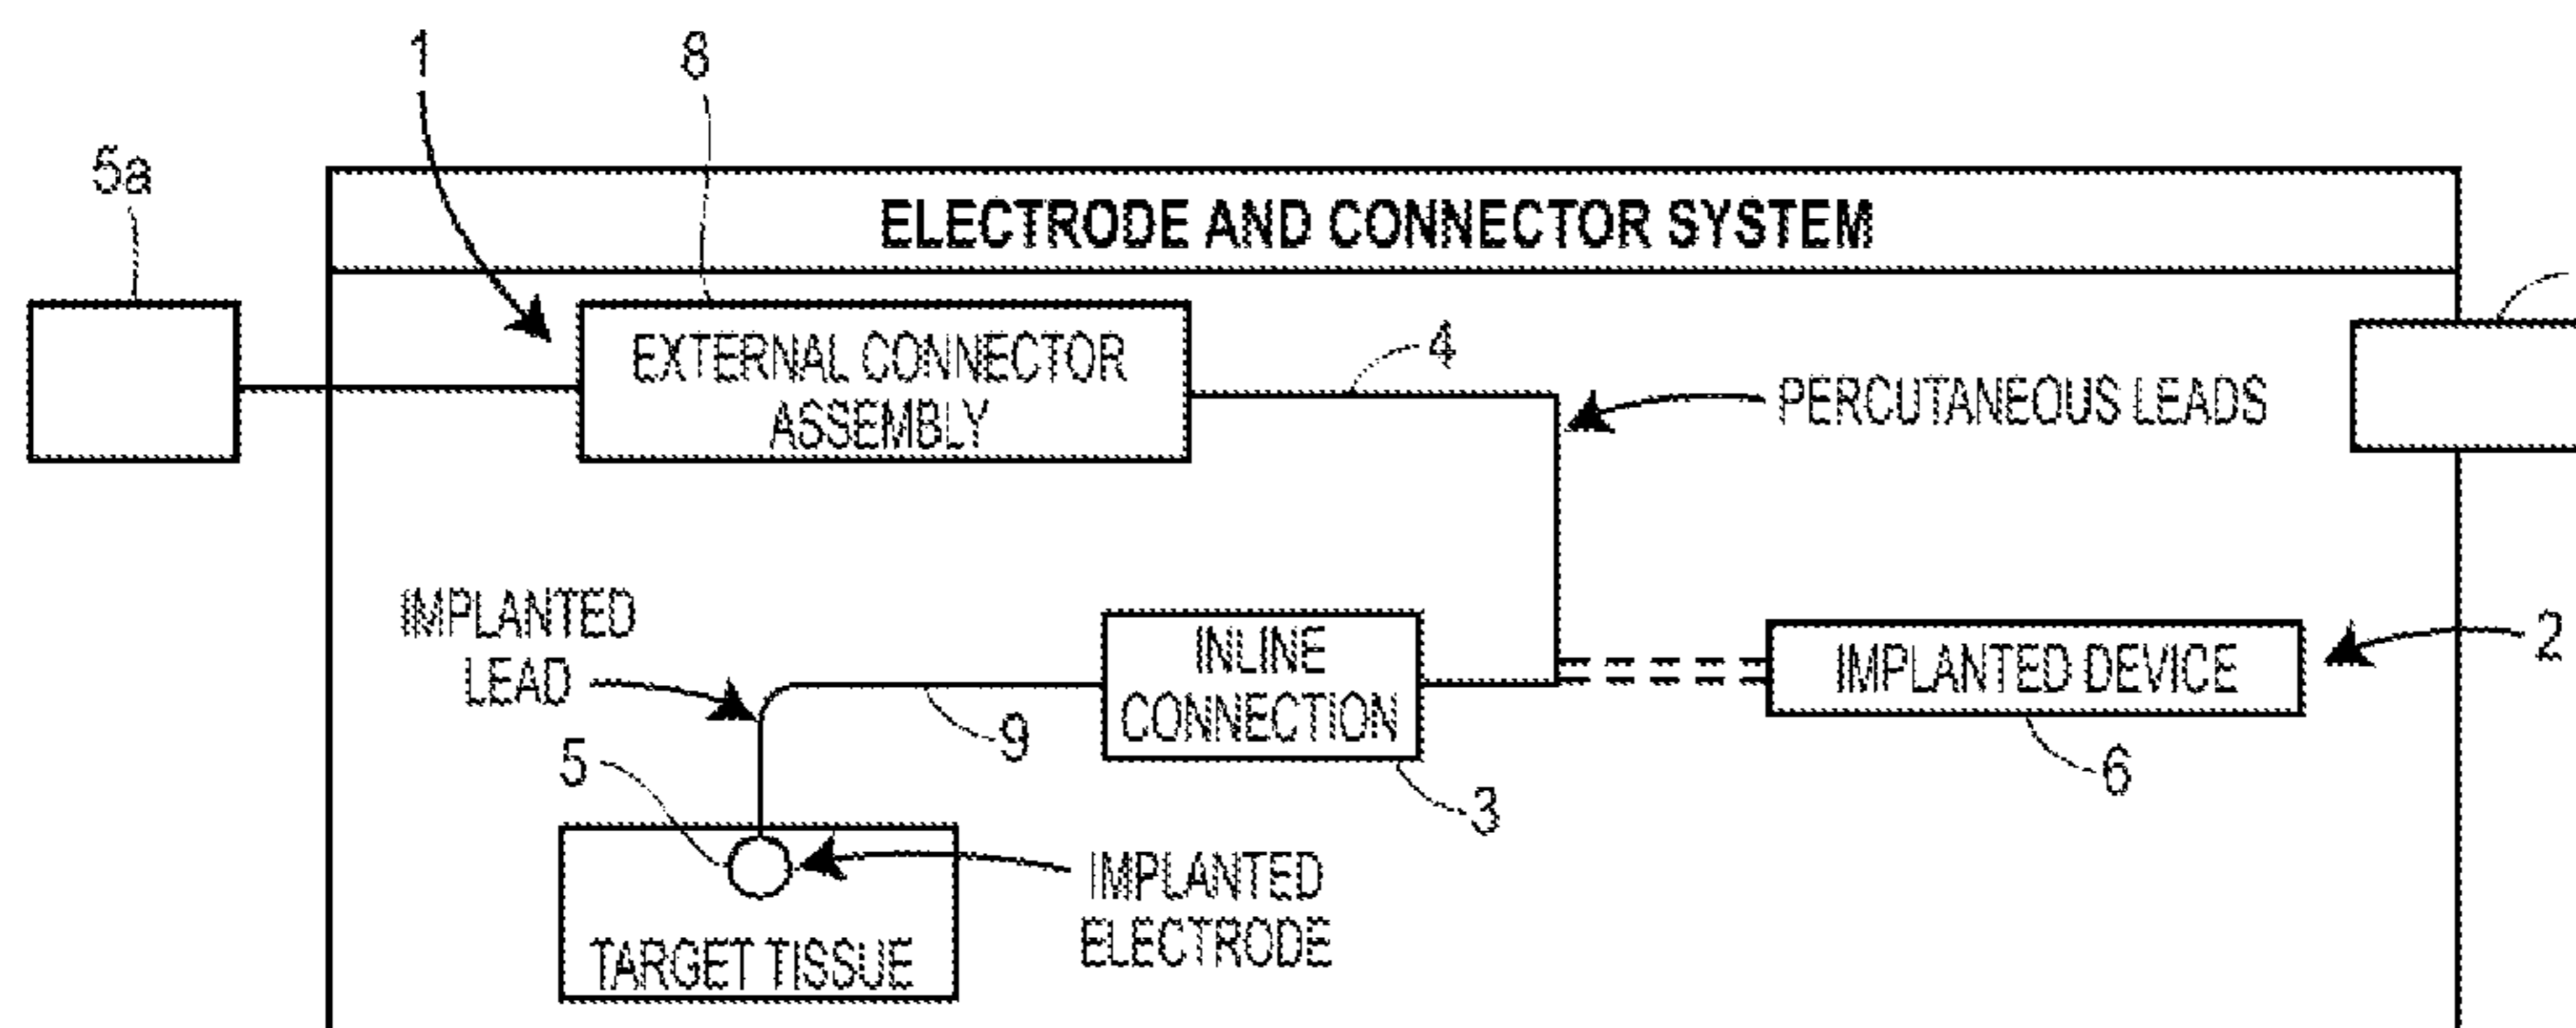 1
8
5a
ELECTRODE AND CONNECTOR SYSTEM
EXTERNAL CONNECTOR
ASSEMBLY
4
PERCUTANEOUS LEADS
IMPLANTED
LEAD
INLINE
CONNECTION
IMPLANTED DEVICE
2
9
5
3
6
IMPLANTED
ELECTRODE
TARGET TISSUE